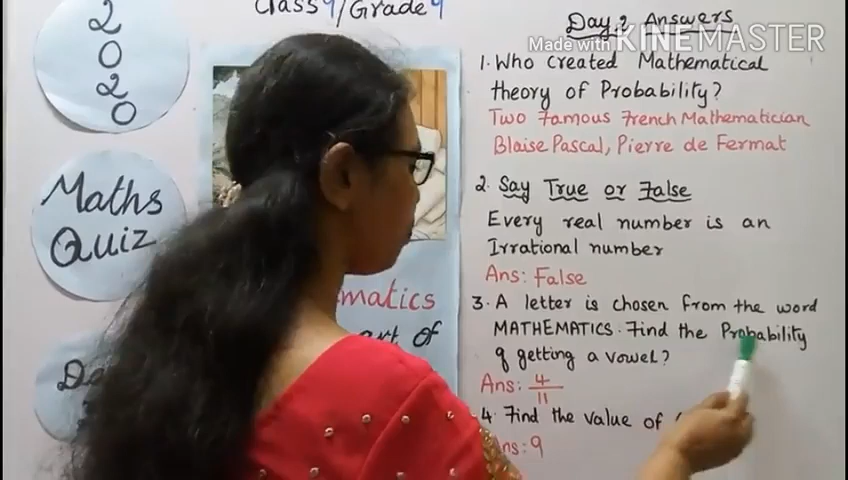 2
0
2
0
Class 9/Grade 9
Maths
Quiz
matics
art of
Day 2 Answers
Made with KINEMASTER
1. Who created Mathematical
theory of Probability?
Two Famous French Mathematician
Blaise Pascal, Pierre de Fermat
2. Say True or False
Every real number is an
Irrational number
Ans: False
3. A letter is chosen from the word
MATHEMATICS. Find the Probability
of getting a vowel?
Ans: 4/11
4. Find the value of
Ans: 9